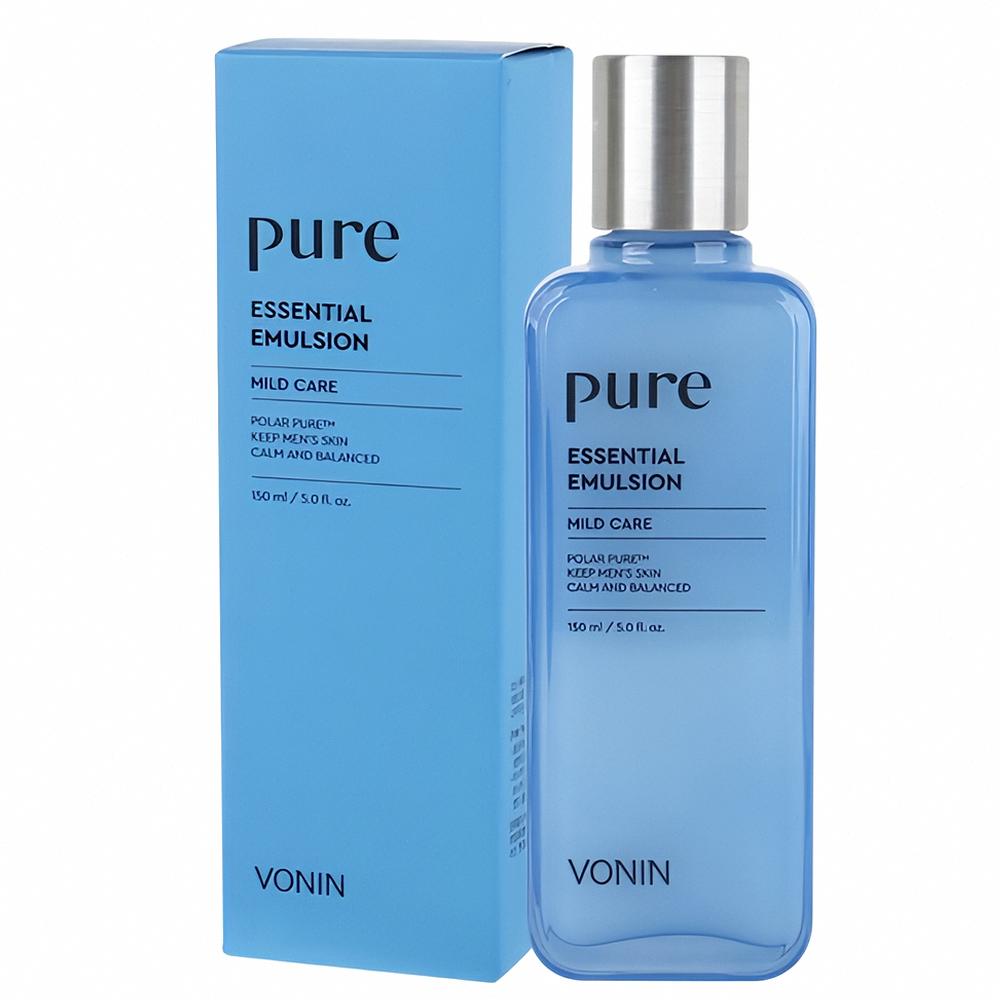 pure
ESSENTIAL
EMULSION
MILD CARE
POLAR PURE™
KEEP MEN'S SKIN
CALM AND BALANCED
150 ml / 5.0 fl. oz.
VONIN
pure
ESSENTIAL
EMULSION
MILD CARE
POLAR PURE™
KEEP MEN'S SKIN
CALM AND BALANCED
150 ml / 5.0 fl. oz.
VONIN